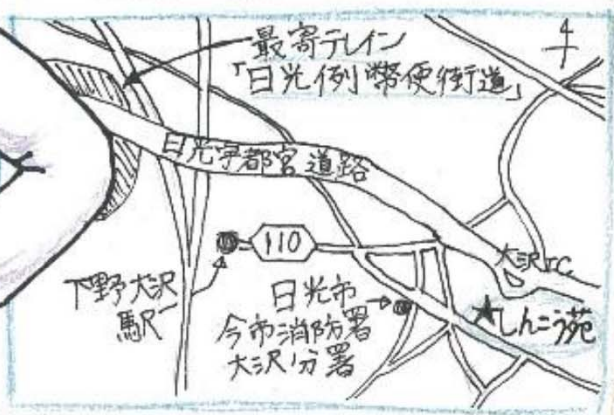 最寄テレイン
「日光例幣使街道」
日光宇都宮道路
110
下野大沢
駅
日光市
今市消防署
大沢分署
大沢IC
★しんこう苑
4